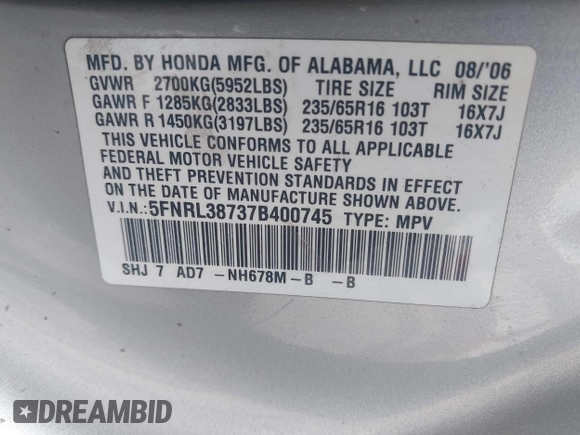 MFD. BY HONDA MFG. OF ALABAMA, LLC 08/'06
GVWR 2700KG(5952LBS) TIRE SIZE RIM SIZE
GAWR F 1285KG(2833LBS) 235/65R16 103T 16X7J
GAWR R 1450KG(3197LBS) 235/65R16 103T 16X7J
THIS VEHICLE CONFORMS TO ALL APPLICABLE
FEDERAL MOTOR VEHICLE SAFETY
AND THEFT PREVENTION STANDARDS IN EFFECT
ON THE DATE OF MANUFACTURE SHOWN ABOVE.
V.I.N.:5FNRL38737B400745 TYPE: MPV
SHJ 7 AD7 -NH678M-B -B
DREAMBID